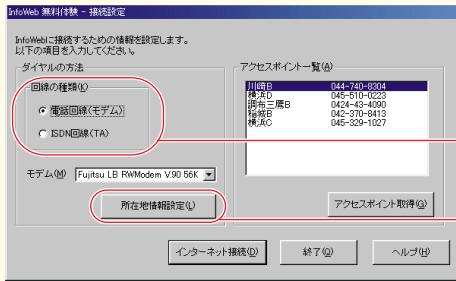 InfoWeb 無料体験 - 接続設定
InfoWebに接続するための情報を設定します。
以下の項目を入力してください。
ダイヤルの方法
回線の種類(K)
電話回線(モデム)
ISDN回線(TA)
モデム(M) Fujitsu LB RWModem V.90 56K
所在地情報設定(L)
アクセスポイント一覧(A)
川崎B 044-740-8304
横浜D 045-510-0223
調布三鷹B 0424-43-4090
稲城B 042-370-8413
横浜C 045-329-1027
アクセスポイント取得(G)
インターネット接続(D) 終了(Q) ヘルプ(H)